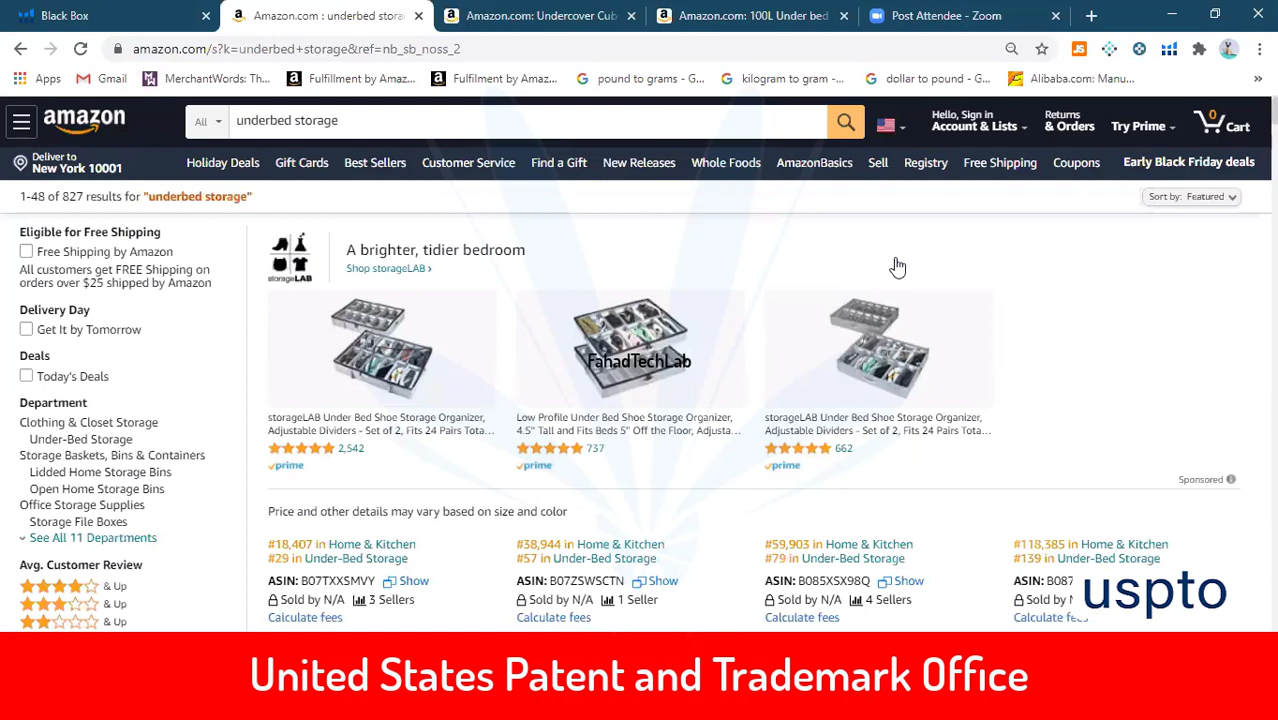 Black Box
Amazon.com : underbed stora
Amazon.com: Undercover Cub
Amazon.com: 100L Under bed
Post Attendee - Zoom
amazon.com/s?k=underbed+storage&ref=nb_sb_noss_2
Apps
Gmail
MerchantWords: Th...
Fulfillment by Amaz...
Fulfilment by Amaz...
pound to grams - G...
kilogram to gram -...
dollar to pound - G...
Alibaba.com: Manu...
amazon
All
underbed storage
Hello, Sign in
Account & Lists
Returns
& Orders
Try Prime
0
Cart
Deliver to
New York 10001
Holiday Deals
Gift Cards
Best Sellers
Customer Service
Find a Gift
New Releases
Whole Foods
AmazonBasics
Sell
Registry
Free Shipping
Coupons
Early Black Friday deals
1-48 of 827 results for "underbed storage"
Sort by: Featured
Eligible for Free Shipping
Free Shipping by Amazon
All customers get FREE Shipping on
orders over $25 shipped by Amazon
Delivery Day
Get It by Tomorrow
Deals
Today's Deals
Department
Clothing & Closet Storage
Under-Bed Storage
Storage Baskets, Bins & Containers
Lidded Home Storage Bins
Open Home Storage Bins
Office Storage Supplies
Storage File Boxes
See All 11 Departments
Avg. Customer Review
& Up
& Up
& Up
storageLAB
A brighter, tidier bedroom
Shop storageLAB ›
FahadTechLab
storageLAB Under Bed Shoe Storage Organizer,
Adjustable Dividers - Set of 2, Fits 24 Pairs Tota...
2,542
prime
Low Profile Under Bed Shoe Storage Organizer,
4.5" Tall and Fits Beds 5" Off the Floor, Adjusta...
737
prime
storageLAB Under Bed Shoe Storage Organizer,
Adjustable Dividers - Set of 2, Fits 24 Pairs Tota...
662
prime
Sponsored
Price and other details may vary based on size and color
#18,407 in Home & Kitchen
#29 in Under-Bed Storage
ASIN: B07TXXSMVY Show
Sold by N/A 3 Sellers
Calculate fees
#38,944 in Home & Kitchen
#57 in Under-Bed Storage
ASIN: B07ZSWSCTN Show
Sold by N/A 1 Seller
Calculate fees
#59,903 in Home & Kitchen
#79 in Under-Bed Storage
ASIN: B085XSX98Q Show
Sold by N/A 4 Sellers
Calculate fees
#118,385 in Home & Kitchen
#139 in Under-Bed Storage
ASIN: B087
Sold by N
Calculate fees
uspto
United States Patent and Trademark Office